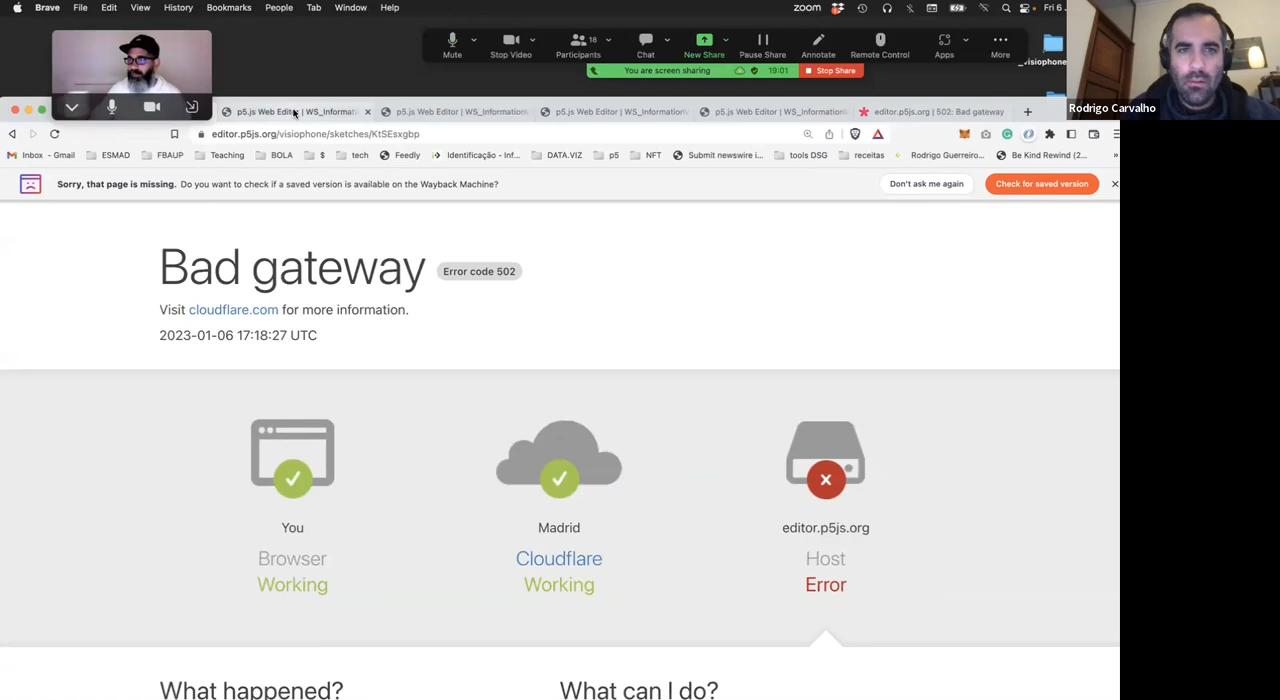 Brave File Edit View History Bookmarks People Tab Window Help
zoom
Fri 6
18
Mute Stop Video Participants Chat New Share Pause Share Annotate Remote Control Apps More
_visiophone
You are screen sharing 19:01 Stop Share
Rodrigo Carvalho
p5.js Web Editor | WS_Informat
p5.js Web Editor | WS_Information
p5.js Web Editor | WS_Information
p5.js Web Editor | WS_Information
editor.p5js.org | 502: Bad gateway
editor.p5js.org/visiophone/sketches/KtSEsxgbp
Inbox - Gmail ESMAD FBAUP Teaching BOLA $ tech Feedly Identificação - Inf... DATA.VIZ p5 NFT Submit newswire i... tools DSG receitas Rodrigo Guerreiro... Be Kind Rewind (2... »
Sorry, that page is missing. Do you want to check if a saved version is available on the Wayback Machine?
Don't ask me again
Check for saved version
Bad gateway Error code 502
Visit cloudflare.com for more information.
2023-01-06 17:18:27 UTC
You Madrid editor.p5js.org
Browser Cloudflare Host
Working Working Error
What happened? What can I do?